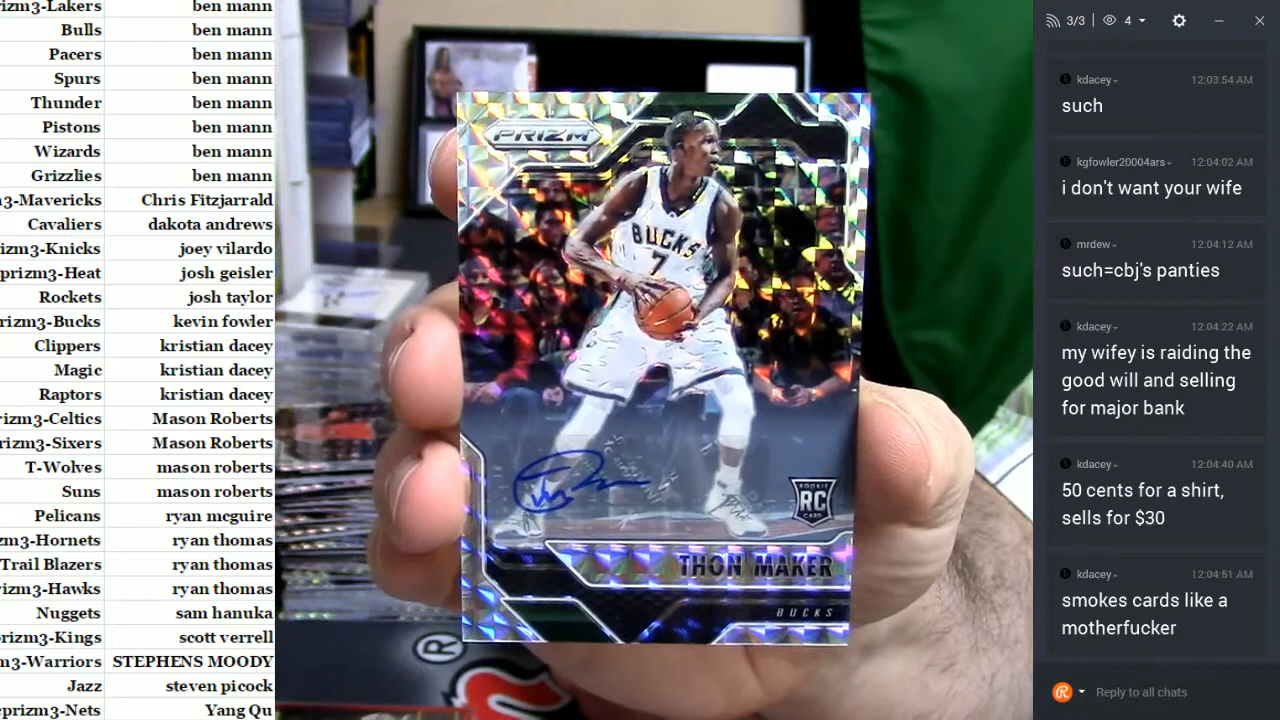 rizm3-Lakers ben mann
Bulls ben mann
Pacers ben mann
Spurs ben mann
Thunder ben mann
Pistons ben mann
Wizards ben mann
Grizzlies ben mann
n3-Mavericks Chris Fitzjarrald
Cavaliers dakota andrews
izm3-Knicks joey vilardo
prizm3-Heat josh geisler
Rockets josh taylor
rizm3-Bucks kevin fowler
Clippers kristian dacey
Magic kristian dacey
Raptors kristian dacey
rizm3-Celtics Mason Roberts
rizm3-Sixers Mason Roberts
T-Wolves mason roberts
Suns mason roberts
Pelicans ryan mcguire
zm3-Hornets ryan thomas
Trail Blazers ryan thomas
izm3-Hawks ryan thomas
Nuggets sam hanuka
rizm3-Kings scott verrell
m3-Warriors STEPHENS MOODY
Jazz steven picock
cprizm3-Nets Yang Qu
PRIZM
BUCKS
7
ROOKIE
RC
CARD
THON MAKER
BUCKS
®
3/3 4
kdacey 12:03:54 AM
such
kgfowler20004ars 12:04:02 AM
i don't want your wife
mrdew 12:04:12 AM
such=cbj's panties
kdacey 12:04:22 AM
my wifey is raiding the
good will and selling
for major bank
kdacey 12:04:40 AM
50 cents for a shirt,
sells for $30
kdacey 12:04:51 AM
smokes cards like a
motherfucker
Reply to all chats